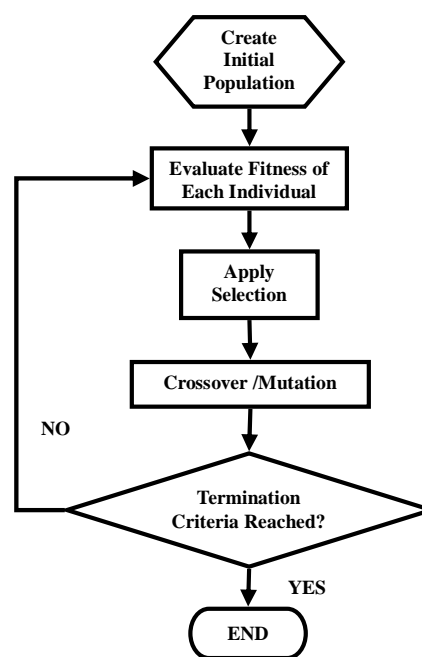 Create
Initial
Population
Evaluate Fitness of
Each Individual
Apply
Selection
Crossover /Mutation
NO
Termination
Criteria Reached?
YES
END